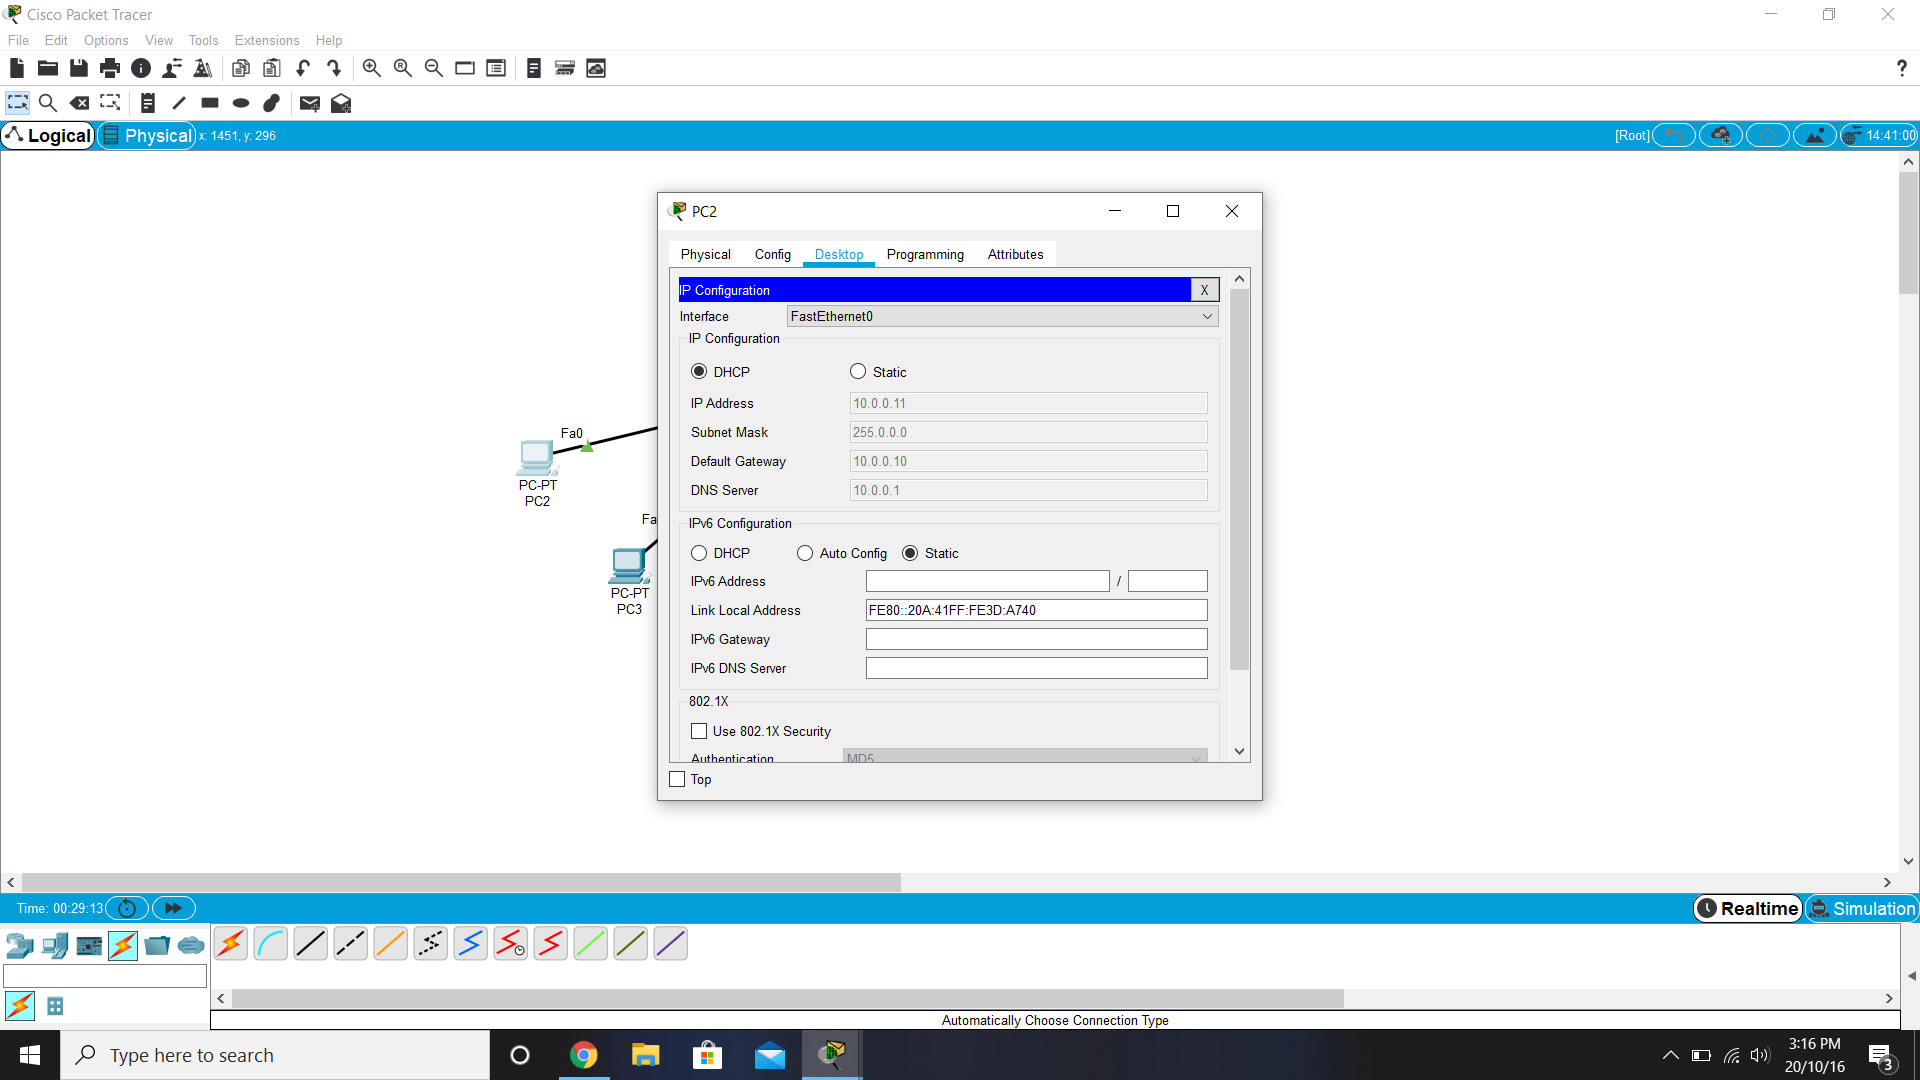 Cisco Packet Tracer
File Edit Options View Tools Extensions Help
?
Logical Physical x: 1451, y: 296 [Root] 14:41:00
PC2
Physical Config Desktop Programming Attributes
IP Configuration X
Interface FastEthernet0
IP Configuration
DHCP Static
IP Address 10.0.0.11
Subnet Mask 255.0.0.0
Default Gateway 10.0.0.10
DNS Server 10.0.0.1
IPv6 Configuration
DHCP Auto Config Static
IPv6 Address /
Link Local Address FE80::20A:41FF:FE3D:A740
IPv6 Gateway
IPv6 DNS Server
802.1X
Use 802.1X Security
Authentication MD5
Top
Fa0
PC-PT
PC2
Fa
PC-PT
PC3
Time: 00:29:13 Realtime Simulation
Automatically Choose Connection Type
Type here to search
3:16 PM
20/10/16
3